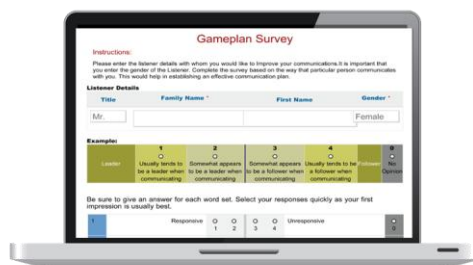 Gameplan Survey
Instructions:
Please enter the listener details with whom you would like to improve your communications.It is important that
you enter the gender of the Listener. Complete the survey based on the way that particular person communicates
with you. This would help in establishing an effective communication plan.
Listener Details
Title Family Name * First Name Gender *
Mr. Female
Example:
1 2 3 4 0
Leader Usually tends to be a leader when communicating Somewhat appears to be a leader when communicating Somewhat appears to be a follower when communicating Usually tends to be a follower when communicating Follower No Opinion
Be sure to give an answer for each word set. Select your responses quickly as your first
impression is usually best.
1 Responsive Unresponsive
1 2 3 4 0